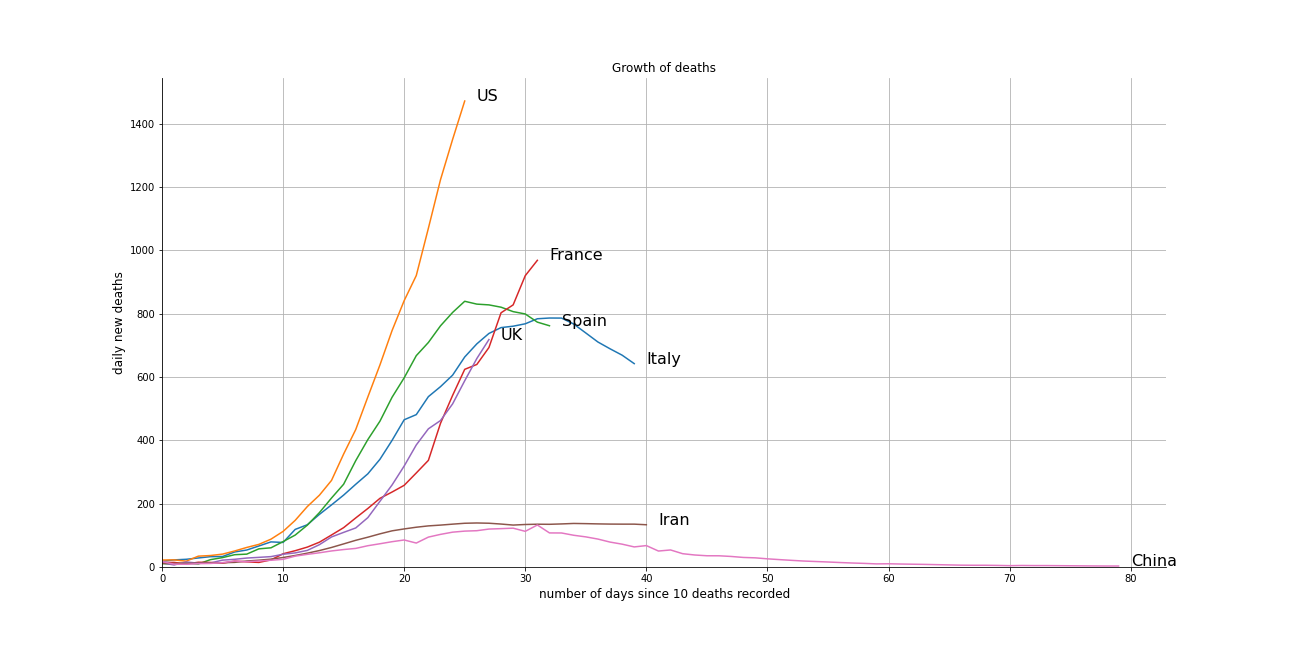 Growth of deaths
US
1400
1200
1000
France
800
Spain
UK
Italy
600
400
200
Iran
China
0
0 10 20 30 40 50 60 70 80
daily new deaths
number of days since 10 deaths recorded